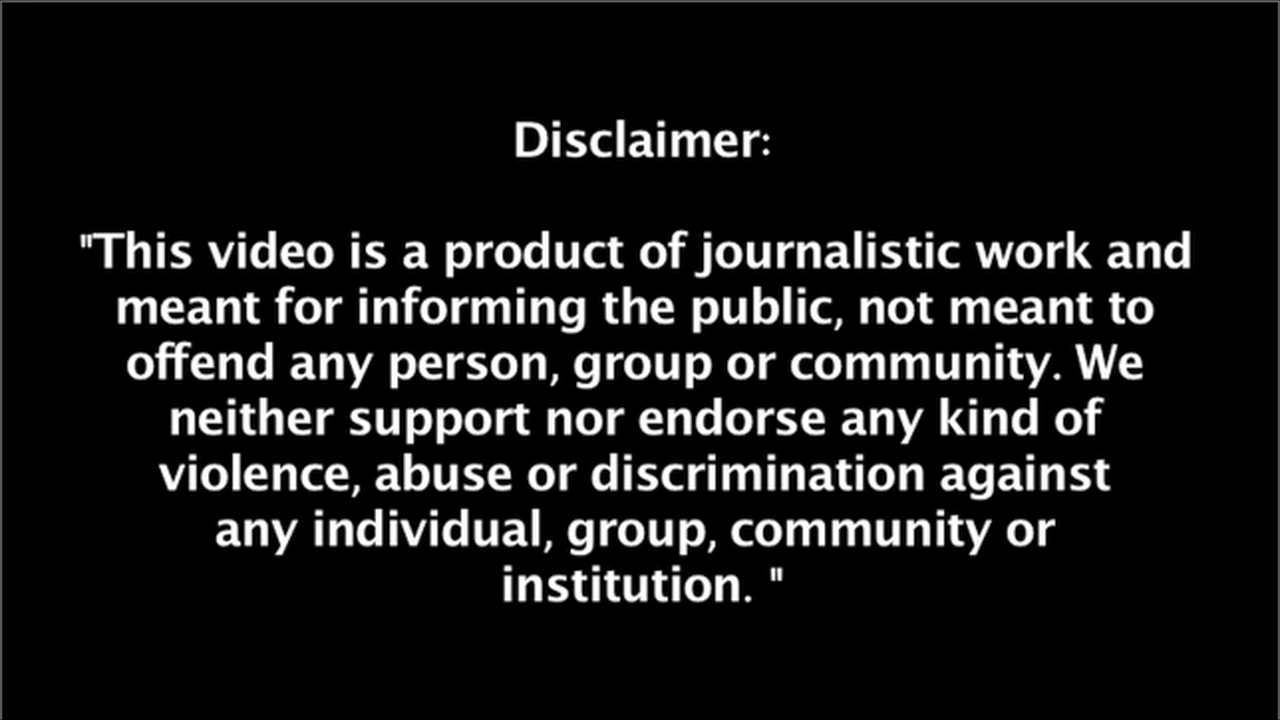 Disclaimer:
"This video is a product of journalistic work and
meant for informing the public, not meant to
offend any person, group or community. We
neither support nor endorse any kind of
violence, abuse or discrimination against
any individual, group, community or
institution. "